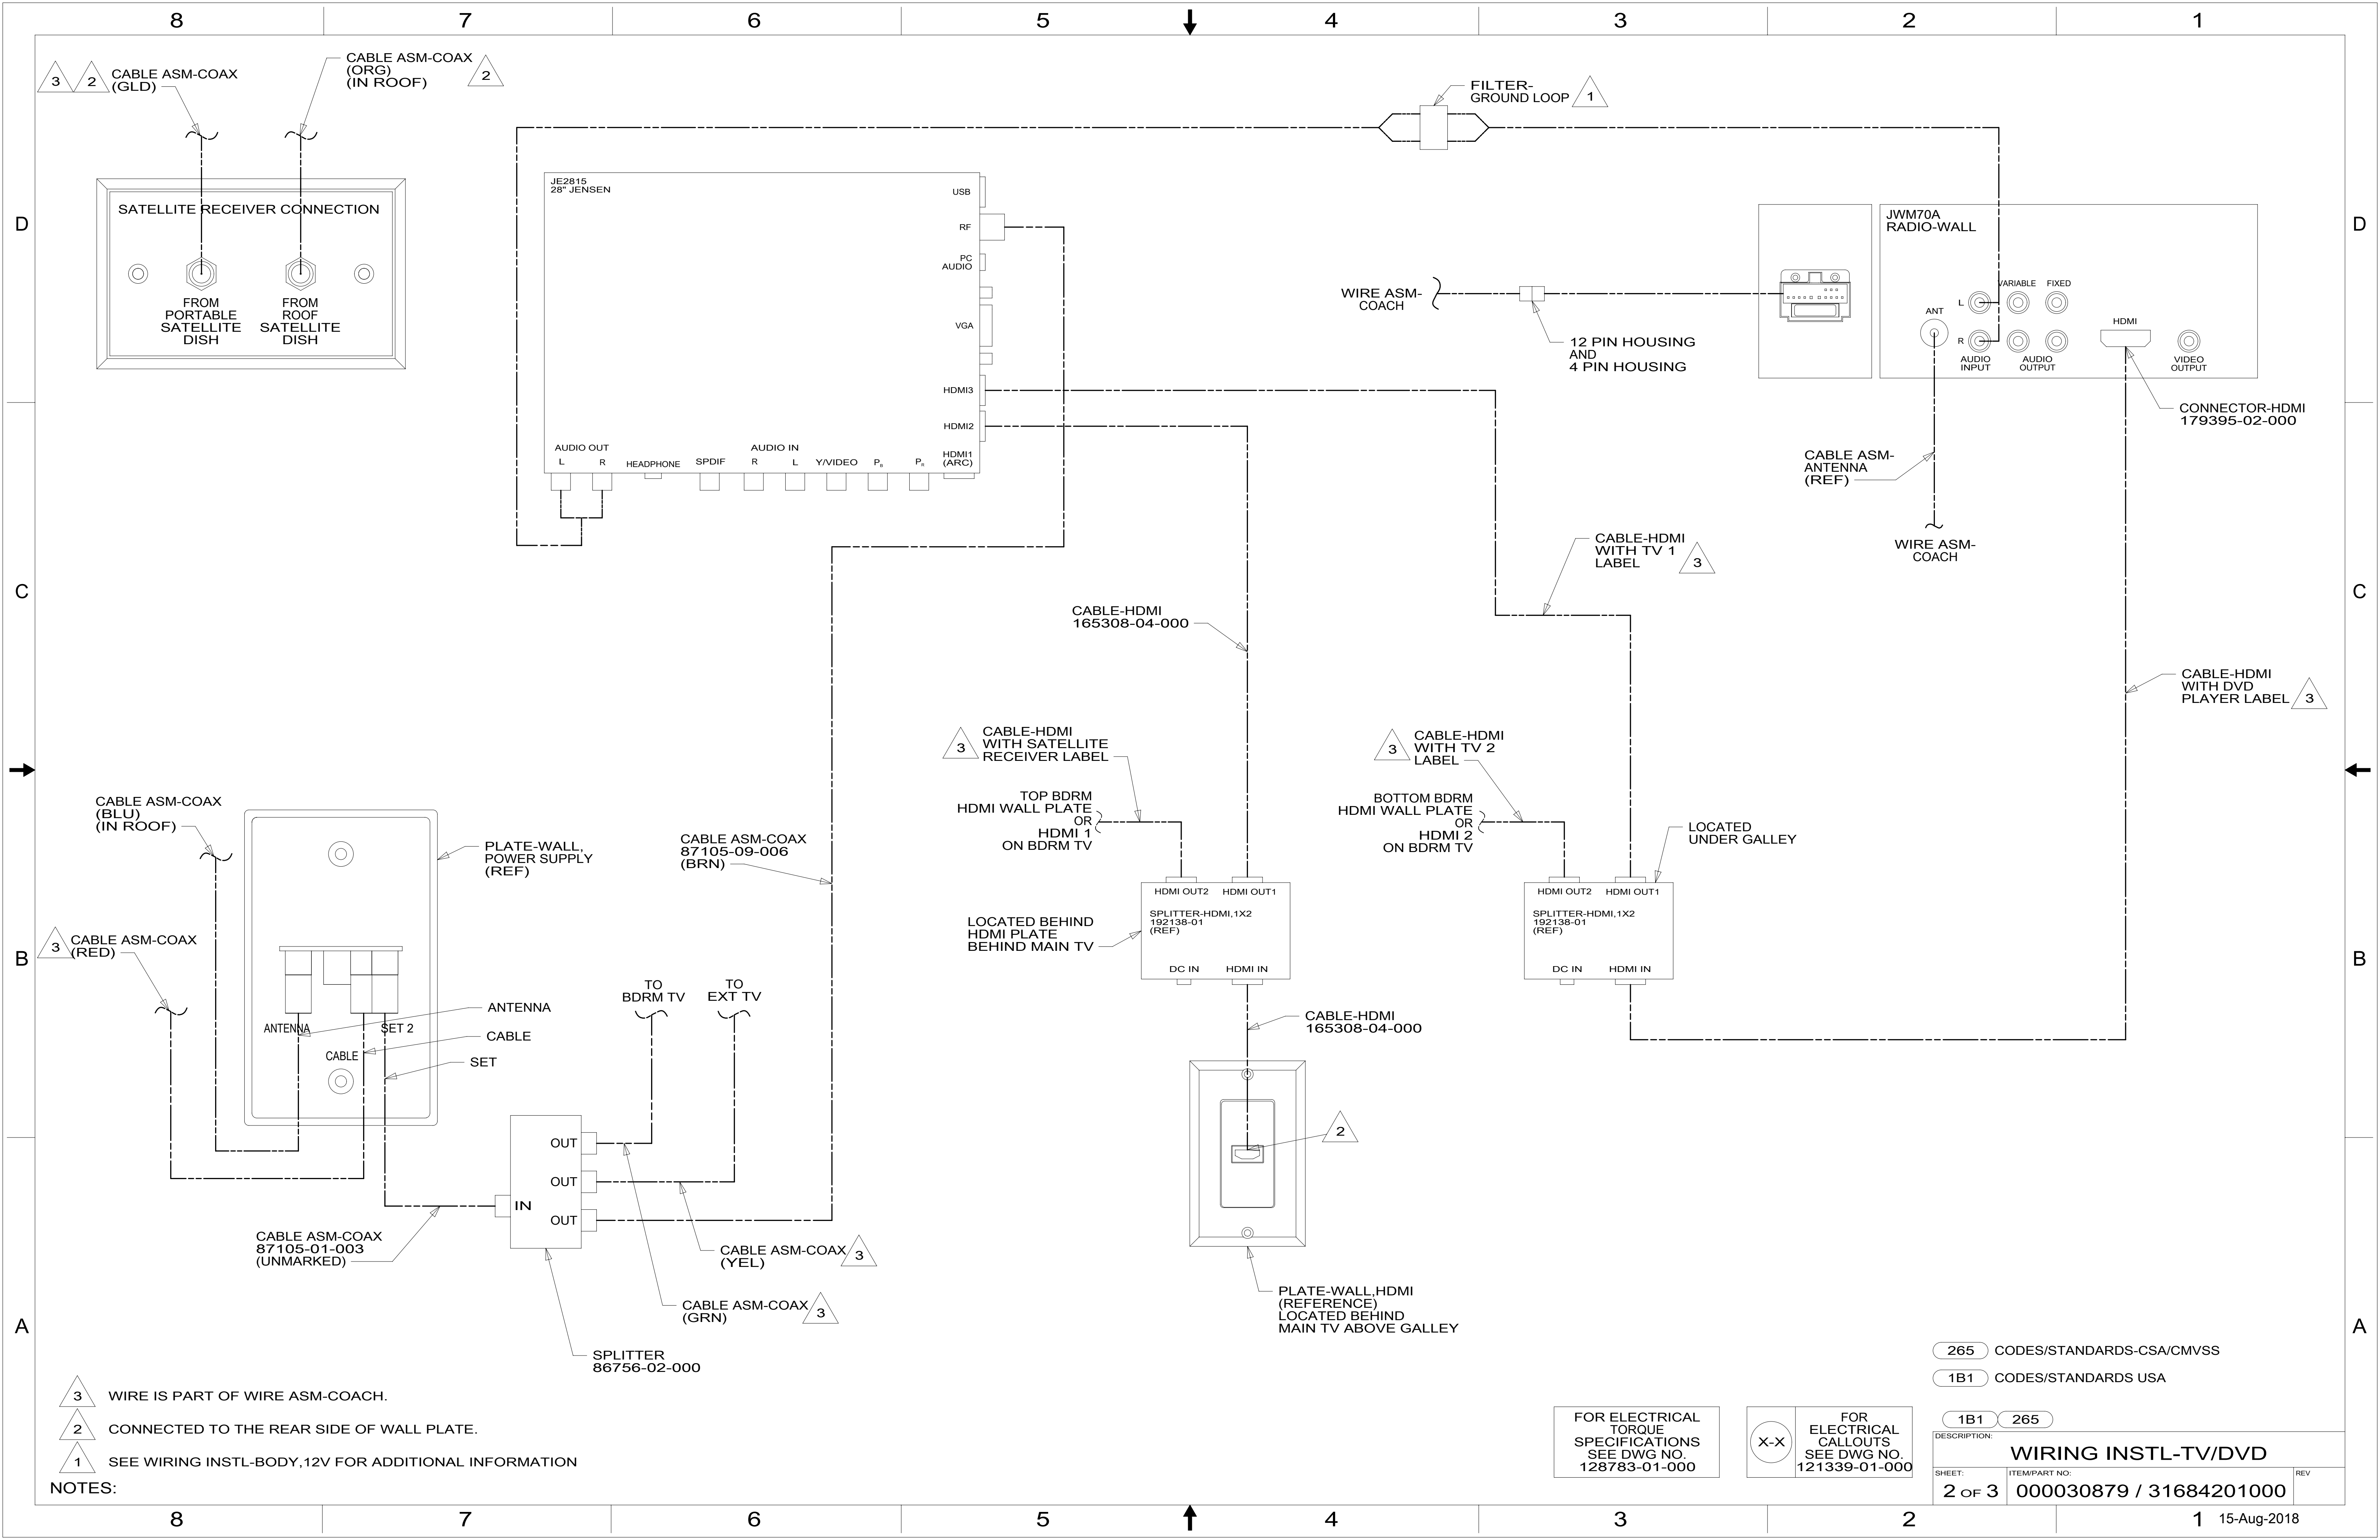 8 7 6 5 4 3 2 1
D
C
B
A
D
C
B
A
3 2 CABLE ASM-COAX
(GLD)
CABLE ASM-COAX
(ORG)
(IN ROOF)
2
SATELLITE RECEIVER CONNECTION
FROM
PORTABLE
SATELLITE
DISH
FROM
ROOF
SATELLITE
DISH
JE2815
28" JENSEN
USB
RF
PC
AUDIO
VGA
HDMI3
HDMI2
HDMI1
(ARC)
AUDIO OUT
L R
HEADPHONE
SPDIF
AUDIO IN
R L
Y/VIDEO
FILTER-
GROUND LOOP
1
WIRE ASM-
COACH
12 PIN HOUSING
AND
4 PIN HOUSING
JWM70A
RADIO-WALL
VARIABLE FIXED
ANT
L
R
AUDIO
INPUT
AUDIO
OUTPUT
HDMI
VIDEO
OUTPUT
CONNECTOR-HDMI
179395-02-000
CABLE ASM-
ANTENNA
(REF)
WIRE ASM-
COACH
CABLE-HDMI
WITH TV 1
LABEL
3
CABLE-HDMI
165308-04-000
CABLE-HDMI
WITH DVD
PLAYER LABEL
3
3
CABLE-HDMI
WITH SATELLITE
RECEIVER LABEL
TOP BDRM
HDMI WALL PLATE
OR
HDMI 1
ON BDRM TV
3
CABLE-HDMI
WITH TV 2
LABEL
BOTTOM BDRM
HDMI WALL PLATE
OR
HDMI 2
ON BDRM TV
LOCATED
UNDER GALLEY
HDMI OUT2 HDMI OUT1
SPLITTER-HDMI,1X2
192138-01
(REF)
DC IN HDMI IN
HDMI OUT2 HDMI OUT1
SPLITTER-HDMI,1X2
192138-01
(REF)
DC IN HDMI IN
LOCATED BEHIND
HDMI PLATE
BEHIND MAIN TV
CABLE-HDMI
165308-04-000
2
PLATE-WALL,HDMI
(REFERENCE)
LOCATED BEHIND
MAIN TV ABOVE GALLEY
CABLE ASM-COAX
(BLU)
(IN ROOF)
PLATE-WALL,
POWER SUPPLY
(REF)
3 CABLE ASM-COAX
(RED)
ANTENNA
SET 2
CABLE
ANTENNA
CABLE
SET
CABLE ASM-COAX
87105-09-006
(BRN)
TO
BDRM TV
TO
EXT TV
OUT
OUT
OUT
IN
CABLE ASM-COAX
87105-01-003
(UNMARKED)
CABLE ASM-COAX
(YEL)
3
CABLE ASM-COAX
(GRN)
3
SPLITTER
86756-02-000
3 WIRE IS PART OF WIRE ASM-COACH.
2 CONNECTED TO THE REAR SIDE OF WALL PLATE.
1 SEE WIRING INSTL-BODY,12V FOR ADDITIONAL INFORMATION
NOTES:
FOR ELECTRICAL
TORQUE
SPECIFICATIONS
SEE DWG NO.
128783-01-000
X-X
FOR
ELECTRICAL
CALLOUTS
SEE DWG NO.
121339-01-000
265 CODES/STANDARDS-CSA/CMVSS
1B1 CODES/STANDARDS USA
1B1 265
DESCRIPTION:
WIRING INSTL-TV/DVD
SHEET:
2 OF 3
ITEM/PART NO:
000030879 / 31684201000
REV
8 7 6 5 4 3 2 1
15-Aug-2018